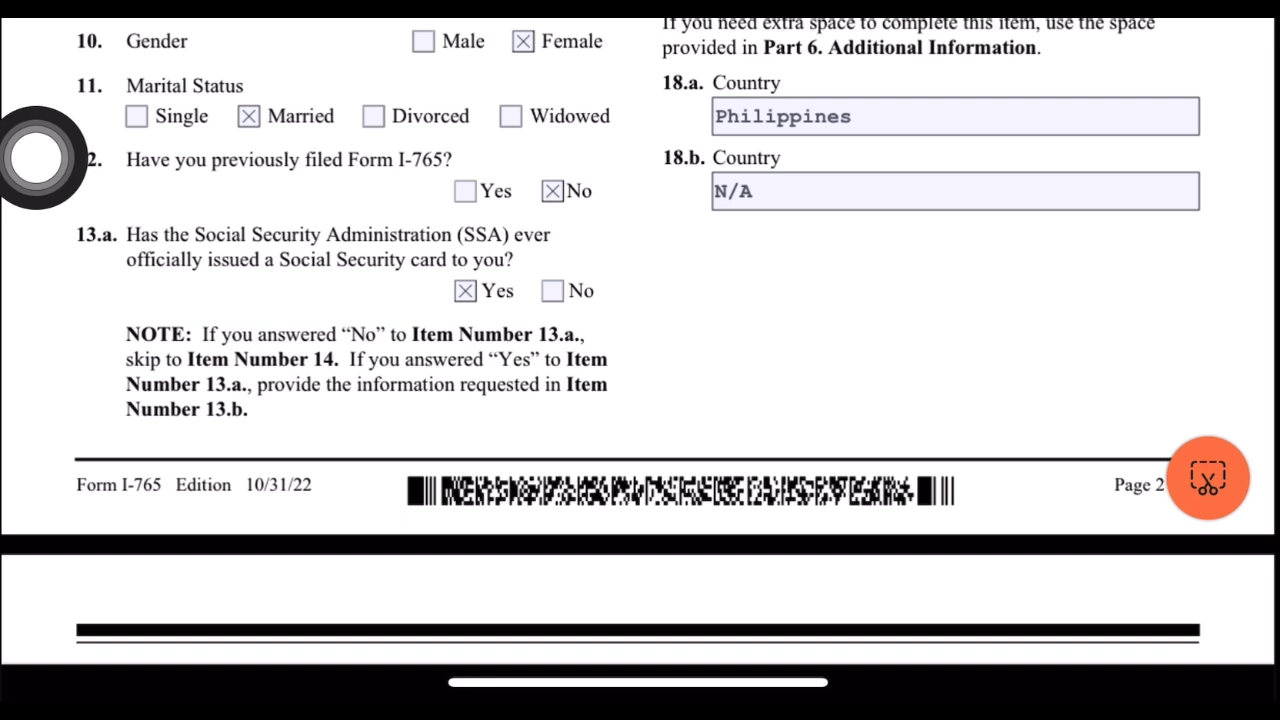 10. Gender Male Female
11. Marital Status
Single Married Divorced Widowed
2. Have you previously filed Form I-765?
Yes No
13.a. Has the Social Security Administration (SSA) ever
officially issued a Social Security card to you?
Yes No
NOTE: If you answered “No” to Item Number 13.a.,
skip to Item Number 14. If you answered “Yes” to Item
Number 13.a., provide the information requested in Item
Number 13.b.
If you need extra space to complete this item, use the space
provided in Part 6. Additional Information.
18.a. Country
Philippines
18.b. Country
N/A
Form I-765 Edition 10/31/22
Page 2